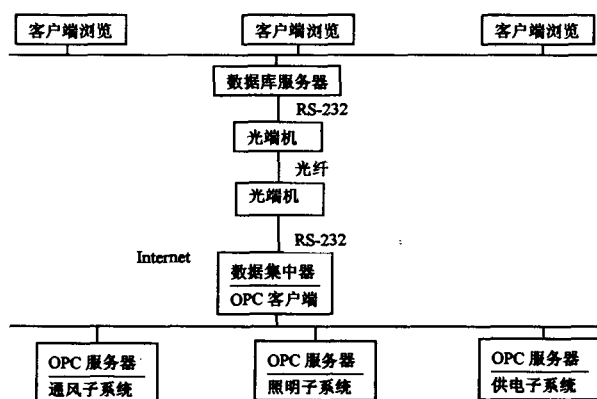 客户端浏览 客户端浏览 客户端浏览
数据库服务器
RS-232
光端机
光纤
光端机
RS-232
Internet
数据集中器
OPC 客户端
OPC 服务器 OPC 服务器 OPC 服务器
通风子系统 照明子系统 供电子系统